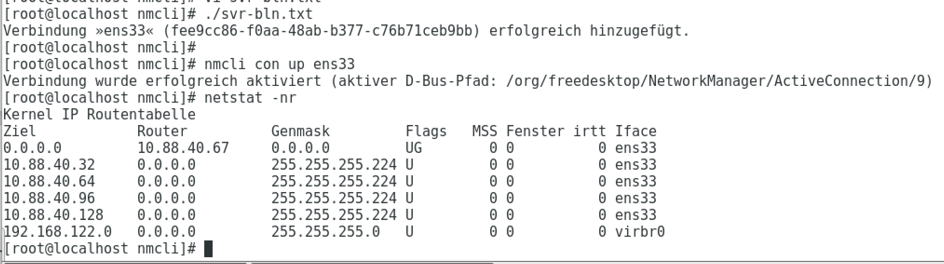 [root@localhost nmcli]# vi svr-bln.txt
[root@localhost nmcli]# ./svr-bln.txt
Verbindung »ens33« (fee9cc86-f0aa-48ab-b377-c76b71ceb9bb) erfolgreich hinzugefügt.
[root@localhost nmcli]#
[root@localhost nmcli]# nmcli con up ens33
Verbindung wurde erfolgreich aktiviert (aktiver D-Bus-Pfad: /org/freedesktop/NetworkManager/ActiveConnection/9)
[root@localhost nmcli]# netstat -nr
Kernel IP Routentabelle
Ziel Router Genmask Flags MSS Fenster irtt Iface
0.0.0.0 10.88.40.67 0.0.0.0 UG 0 0 0 ens33
10.88.40.32 0.0.0.0 255.255.255.224 U 0 0 0 ens33
10.88.40.64 0.0.0.0 255.255.255.224 U 0 0 0 ens33
10.88.40.96 0.0.0.0 255.255.255.224 U 0 0 0 ens33
10.88.40.128 0.0.0.0 255.255.255.224 U 0 0 0 ens33
192.168.122.0 0.0.0.0 255.255.255.0 U 0 0 0 virbr0
[root@localhost nmcli]#